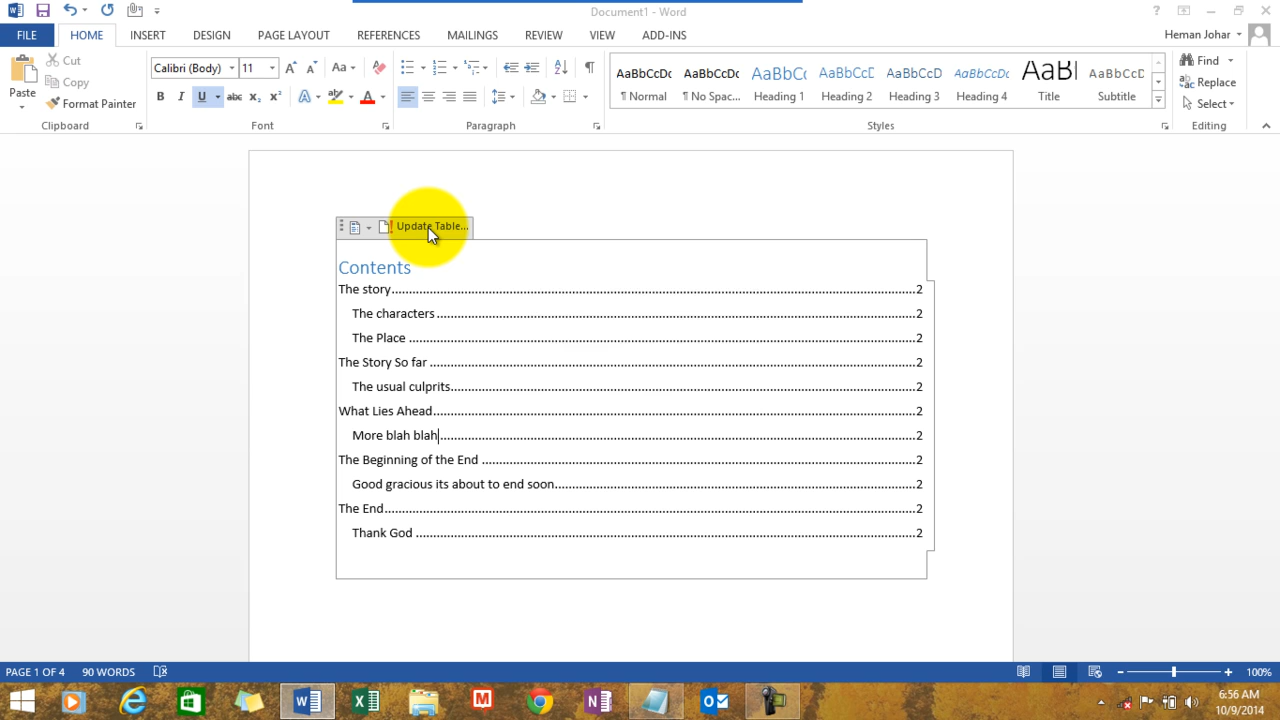 Document1 - Word
FILE HOME INSERT DESIGN PAGE LAYOUT REFERENCES MAILINGS REVIEW VIEW ADD-INS Heman Johar
Paste
Cut
Copy
Format Painter
Calibri (Body) 11
AaBbCcDc AaBbCcDc AaBbCc AaBbCcD AaBbCcD AaBbCcDc AaBl AaBbCcD
¶ Normal ¶ No Spac... Heading 1 Heading 2 Heading 3 Heading 4 Title Subtitle
Find
Replace
Select
Clipboard Font Paragraph Styles Editing
Update Table...
Contents
The story 2
The characters 2
The Place 2
The Story So far 2
The usual culprits 2
What Lies Ahead 2
More blah blah 2
The Beginning of the End 2
Good gracious its about to end soon 2
The End 2
Thank God 2
PAGE 1 OF 4 90 WORDS 100%
6:56 AM
10/9/2014